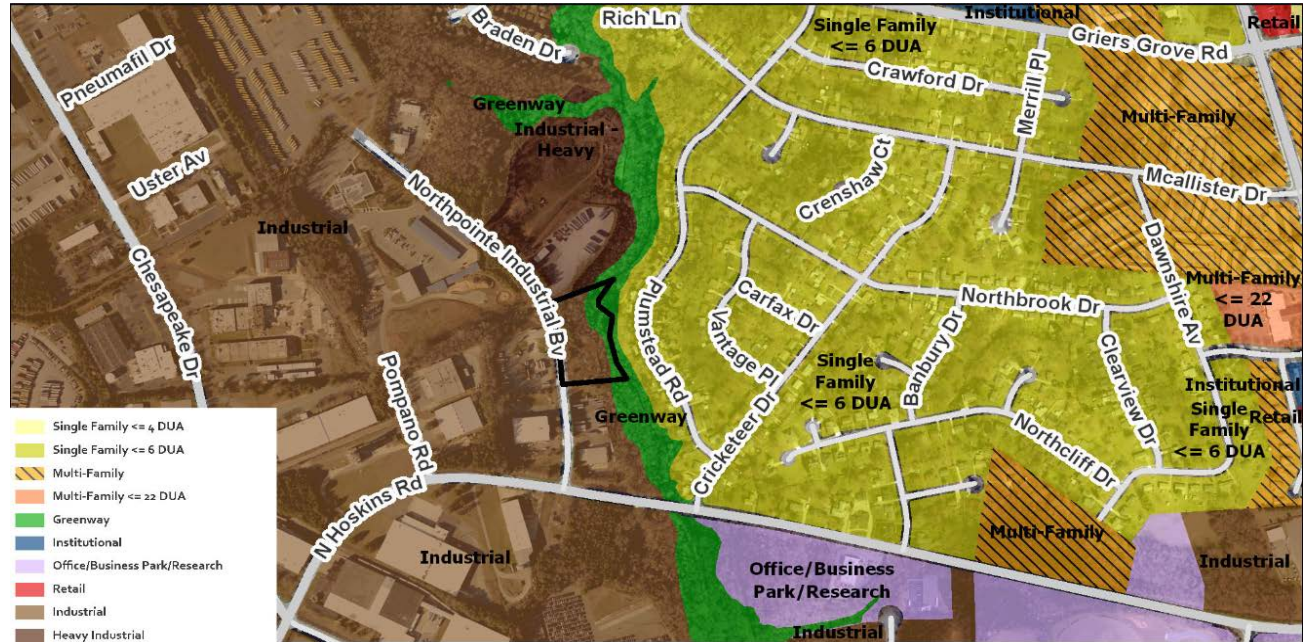 Rich Ln
Braden Dr
Institutional
Retail
Single Family
<= 6 DUA
Griers Grove Rd
Pneumafil Dr
Crawford Dr
Merrill Pl
Greenway
Multi-Family
Industrial -
Heavy
Uster Av
Mcallister Dr
Crenshaw Ct
Industrial
Northpointe Industrial Bv
Dawnshire Av
Chesapeake Dr
Multi-Family
<= 22
DUA
Carfax Dr
Northbrook Dr
Plumstead Rd
Vantage Pl
Banbury Dr
Clearview Dr
Pompano Rd
Single
Family
<= 6 DUA
Institutional
Single
Family
<= 6 DUA
Retail
Greenway
Cricketeer Dr
Northcliff Dr
N Hoskins Rd
Multi-Family
Industrial
Industrial
Office/Business
Park/Research
Industrial
Single Family <= 4 DUA
Single Family <= 6 DUA
Multi-Family
Multi-Family <= 22 DUA
Greenway
Institutional
Office/Business Park/Research
Retail
Industrial
Heavy Industrial